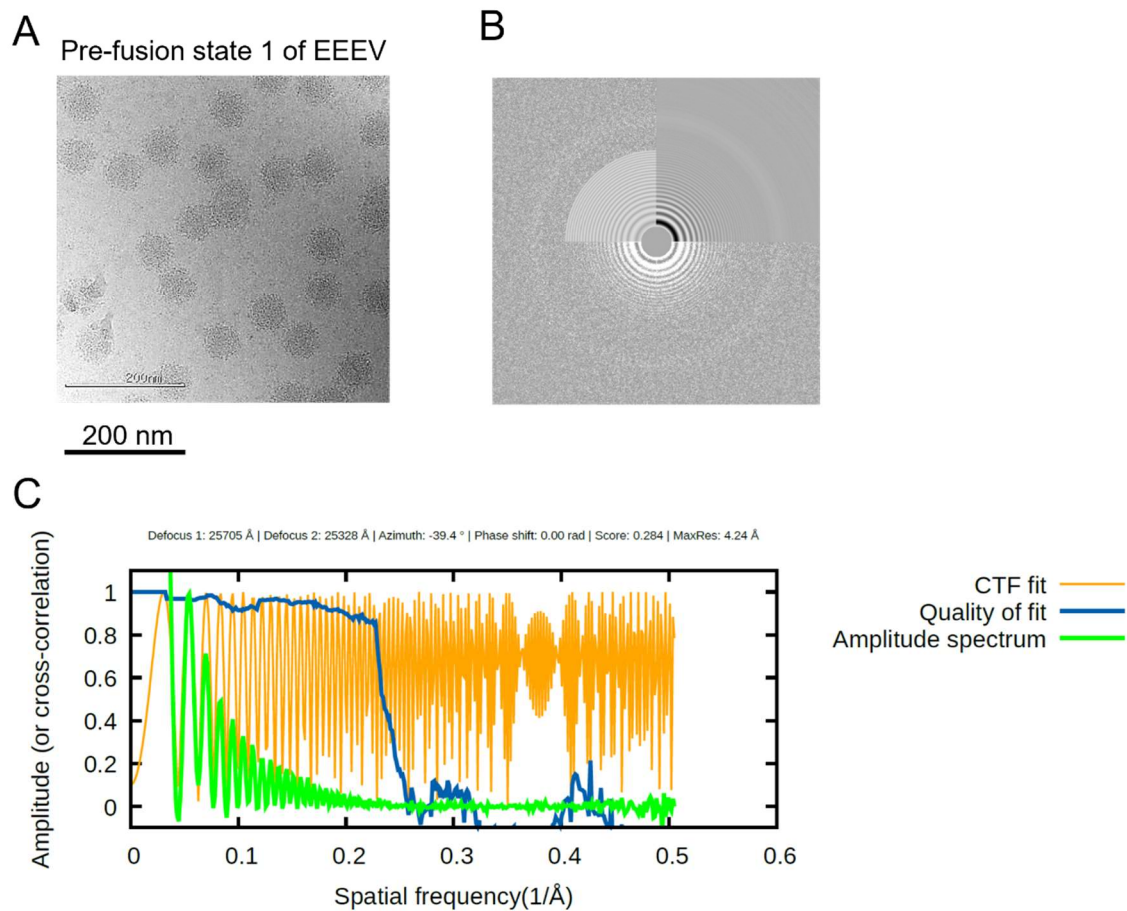 A
Pre-fusion state 1 of EEEV
200nm
200 nm
B
C
Defocus 1: 25705 Å | Defocus 2: 25328 Å | Azimuth: -39.4 ° | Phase shift: 0.00 rad | Score: 0.284 | MaxRes: 4.24 Å
Amplitude (or cross-correlation)
1
0.8
0.6
0.4
0.2
0
0 0.1 0.2 0.3 0.4 0.5 0.6
Spatial frequency(1/Å)
CTF fit
Quality of fit
Amplitude spectrum